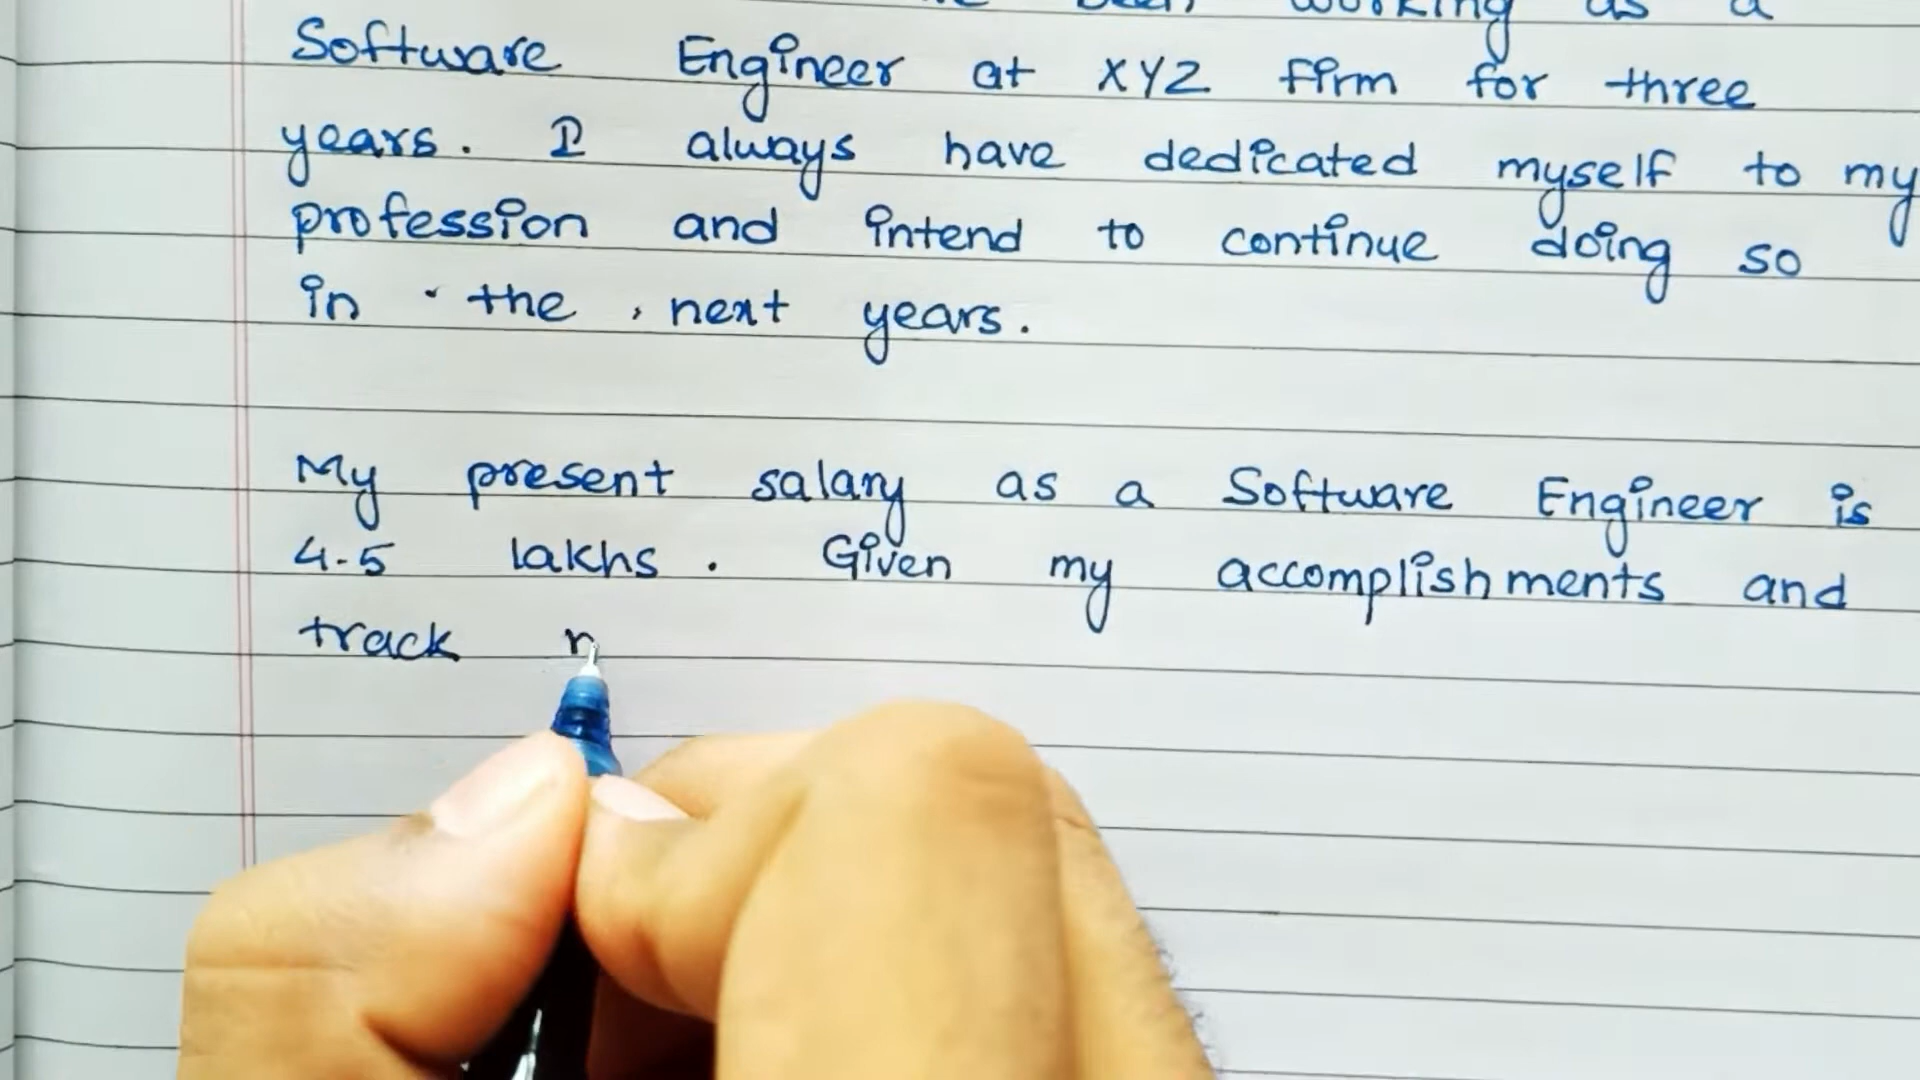 working as a
Software Engineer at XYZ firm for three
years. I always have dedicated myself to my
profession and intend to continue doing so
in the next years.
My present salary as a Software Engineer is
4.5 lakhs. Given my accomplishments and
track r